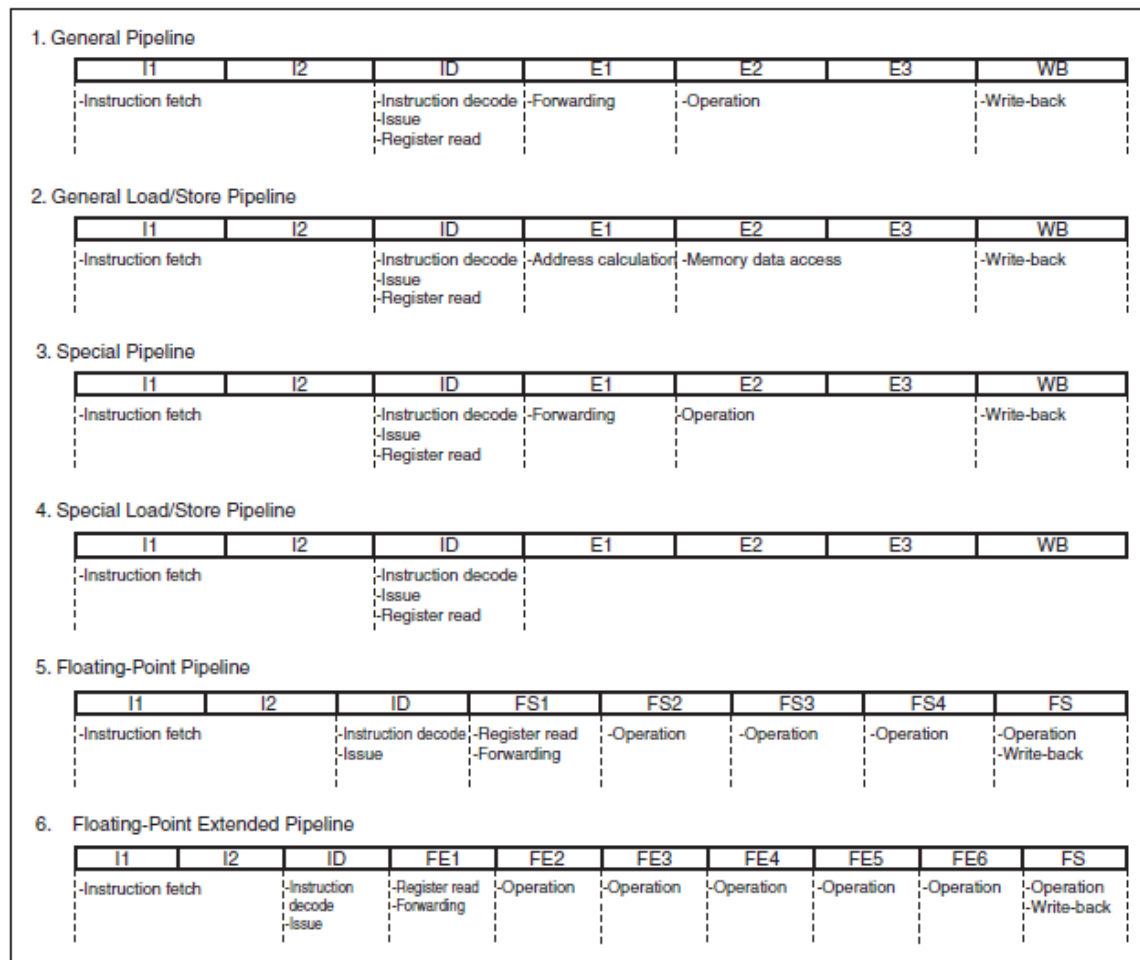 1. General Pipeline
I1 I2 ID E1 E2 E3 WB
-Instruction fetch -Instruction decode -Forwarding -Operation -Write-back
-Issue
-Register read
2. General Load/Store Pipeline
I1 I2 ID E1 E2 E3 WB
-Instruction fetch -Instruction decode -Address calculation -Memory data access -Write-back
-Issue
-Register read
3. Special Pipeline
I1 I2 ID E1 E2 E3 WB
-Instruction fetch -Instruction decode -Forwarding -Operation -Write-back
-Issue
-Register read
4. Special Load/Store Pipeline
I1 I2 ID E1 E2 E3 WB
-Instruction fetch -Instruction decode
-Issue
-Register read
5. Floating-Point Pipeline
I1 I2 ID FS1 FS2 FS3 FS4 FS
-Instruction fetch -Instruction decode -Register read -Operation -Operation -Operation -Operation
-Issue -Forwarding -Write-back
6. Floating-Point Extended Pipeline
I1 I2 ID FE1 FE2 FE3 FE4 FE5 FE6 FS
-Instruction fetch -Instruction -Register read -Operation -Operation -Operation -Operation -Operation -Operation
decode -Forwarding -Write-back
-Issue